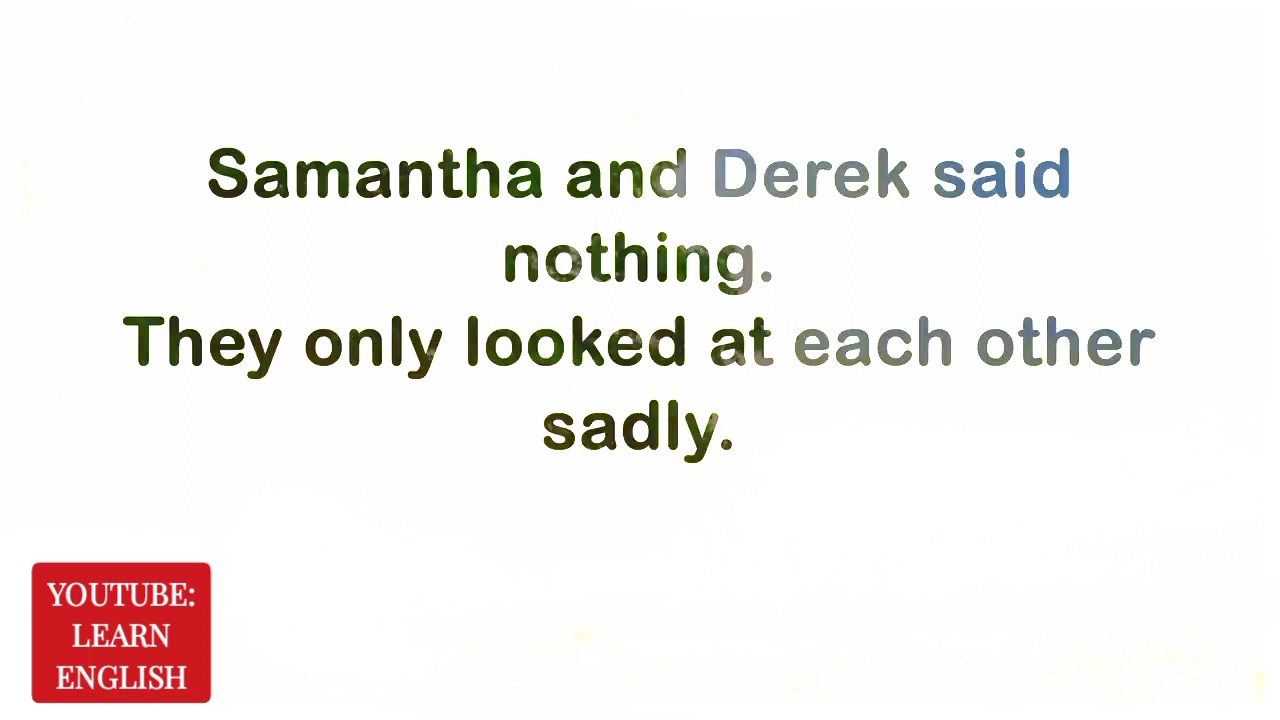 Samantha and Derek said
nothing.
They only looked at each other
sadly.
YOUTUBE:
LEARN
ENGLISH